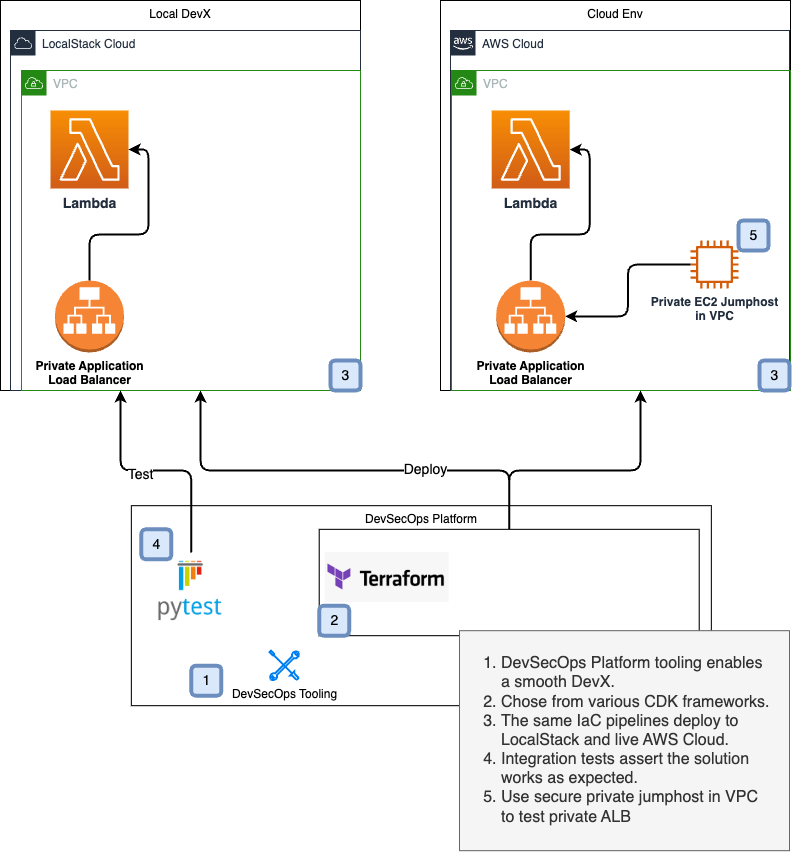 Local DevX
Cloud Env
LocalStack Cloud
aws
AWS Cloud
VPC
VPC
Lambda
Lambda
5
Private EC2 Jumphost
in VPC
Private Application
Load Balancer
3
Private Application
Load Balancer
3
Test
Deploy
DevSecOps Platform
4
pytest
Terraform
2
1
DevSecOps Tooling
1. DevSecOps Platform tooling enables
a smooth DevX.
2. Chose from various CDK frameworks.
3. The same IaC pipelines deploy to
LocalStack and live AWS Cloud.
4. Integration tests assert the solution
works as expected.
5. Use secure private jumphost in VPC
to test private ALB